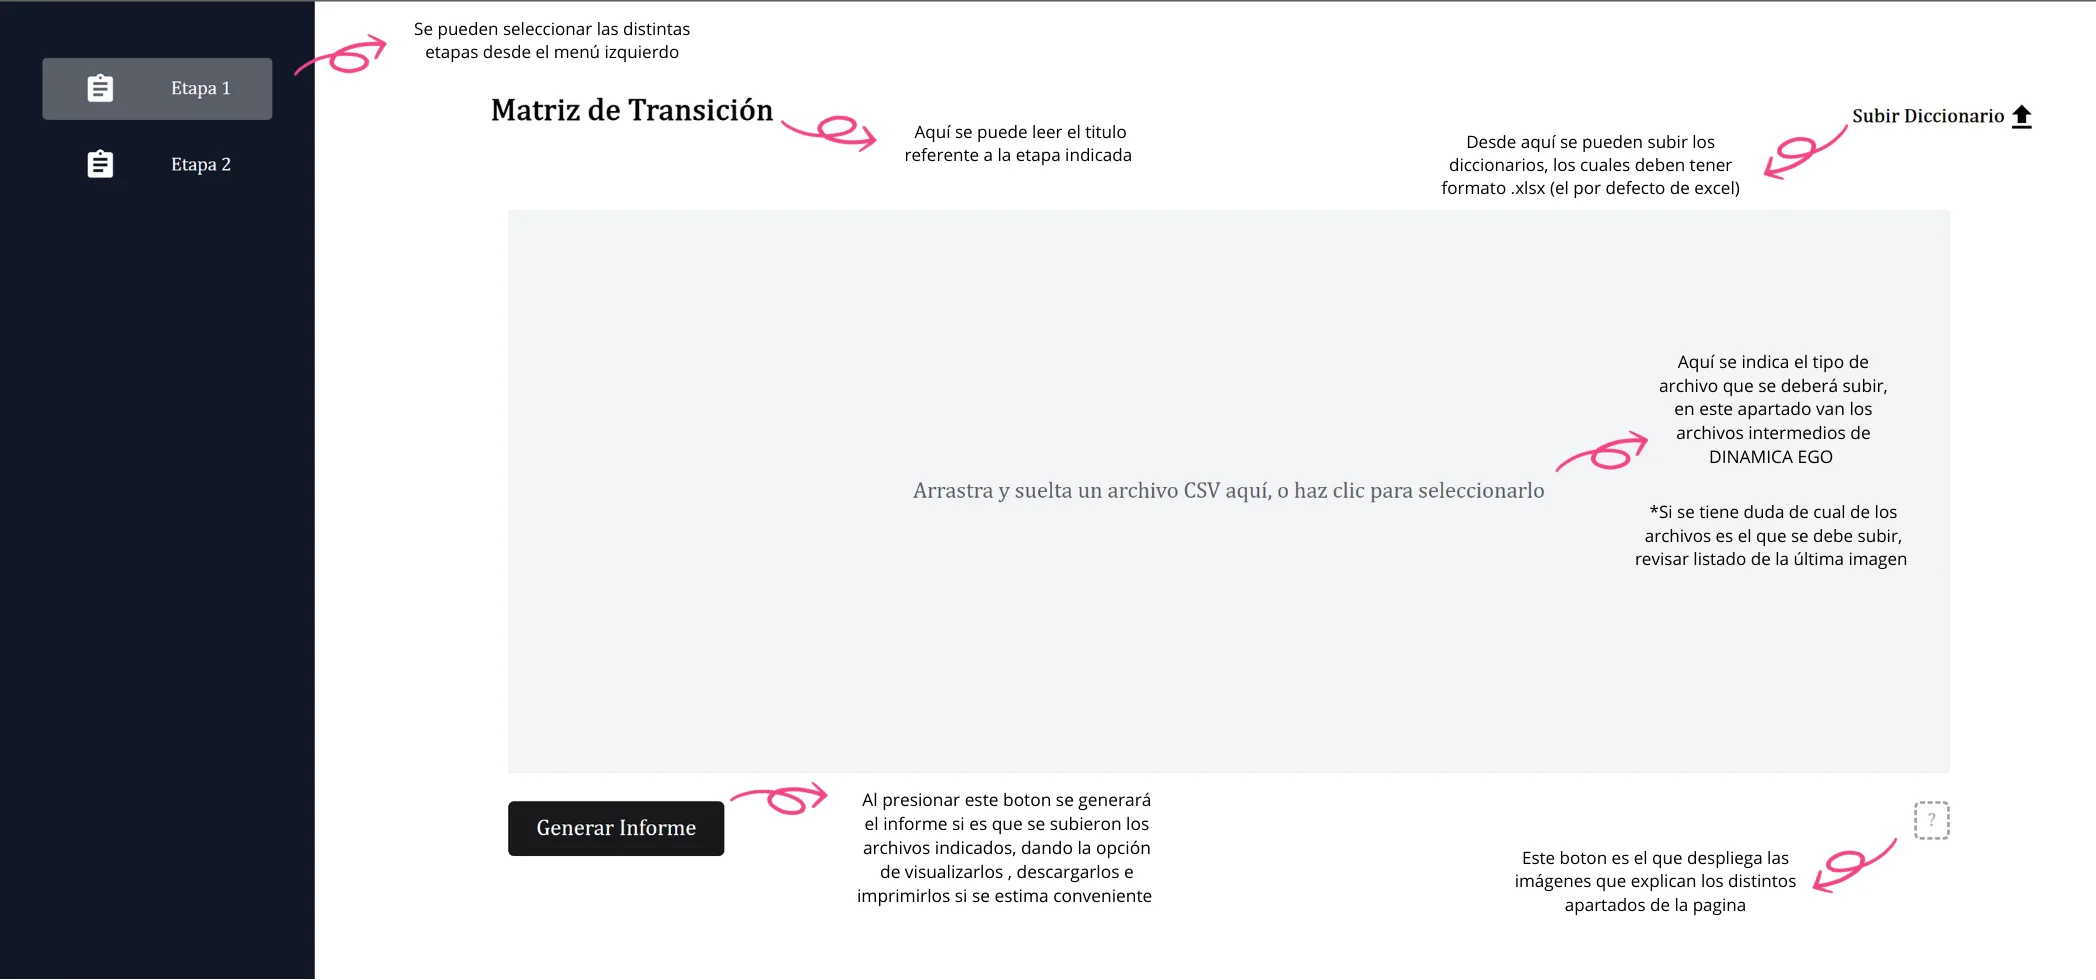 Etapa 1
Etapa 2
Se pueden seleccionar las distintas
etapas desde el menú izquierdo
Matriz de Transición
Aquí se puede leer el titulo
referente a la etapa indicada
Subir Diccionario
Desde aquí se pueden subir los
diccionarios, los cuales deben tener
formato .xlsx (el por defecto de excel)
Arrastra y suelta un archivo CSV aquí, o haz clic para seleccionarlo
Aquí se indica el tipo de
archivo que se deberá subir,
en este apartado van los
archivos intermedios de
DINAMICA EGO
*Si se tiene duda de cual de los
archivos es el que se debe subir,
revisar listado de la última imagen
Generar Informe
Al presionar este boton se generará
el informe si es que se subieron los
archivos indicados, dando la opción
de visualizarlos , descargarlos e
imprimirlos si se estima conveniente
?
Este boton es el que despliega las
imágenes que explican los distintos
apartados de la pagina